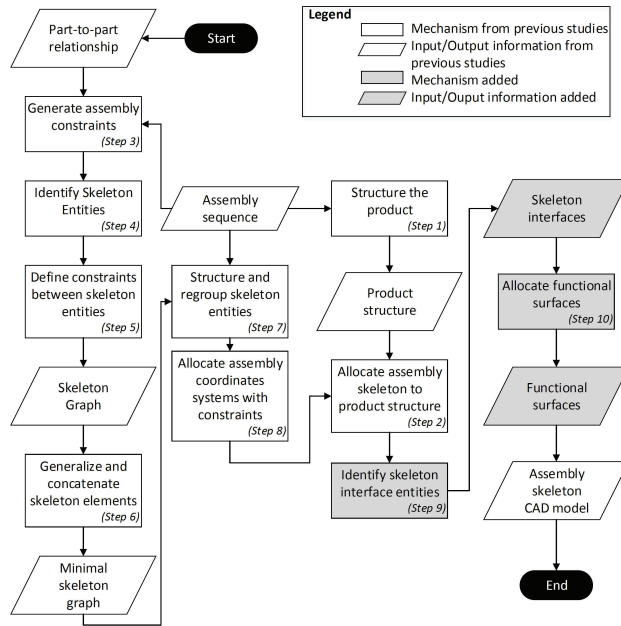 Part-to-part
relationship
Start
Legend
Mechanism from previous studies
Input/Output information from
previous studies
Mechanism added
Input/Ouput information added
Generate assembly
constraints
(Step 3)
Identify Skeleton
Entities
(Step 4)
Define constraints
between skeleton
entities
(Step 5)
Skeleton
Graph
Generalize and
concatenate
skeleton elements
(Step 6)
Minimal
skeleton
graph
Assembly
sequence
Structure and
regroup skeleton
entities
(Step 7)
Allocate assembly
coordinates
systems with
constraints
(Step 8)
Structure the
product
(Step 1)
Product
structure
Allocate assembly
skeleton to
product structure
(Step 2)
Identify skeleton
interface entities
(Step 9)
Skeleton
interfaces
Allocate functional
surfaces
(Step 10)
Functional
surfaces
Assembly
skeleton
CAD model
End